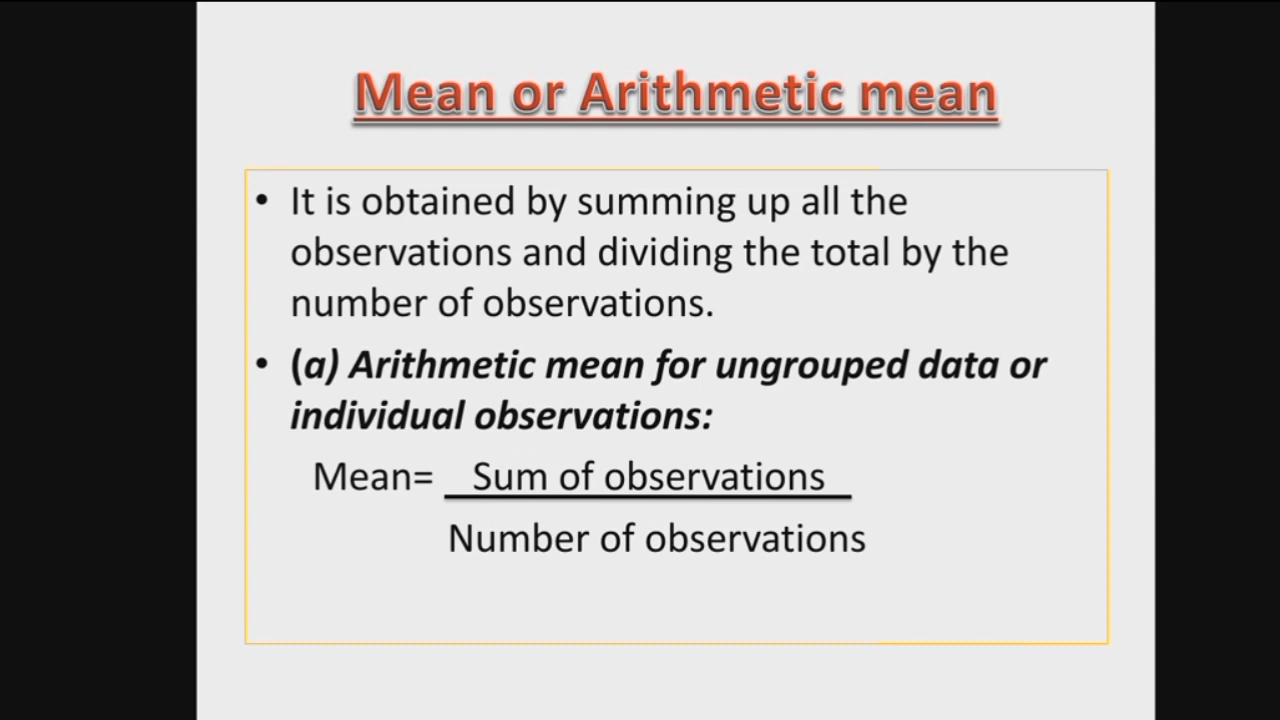 Mean or Arithmetic mean
• It is obtained by summing up all the
observations and dividing the total by the
number of observations.
• (a) Arithmetic mean for ungrouped data or
individual observations:
Mean= Sum of observations
Number of observations